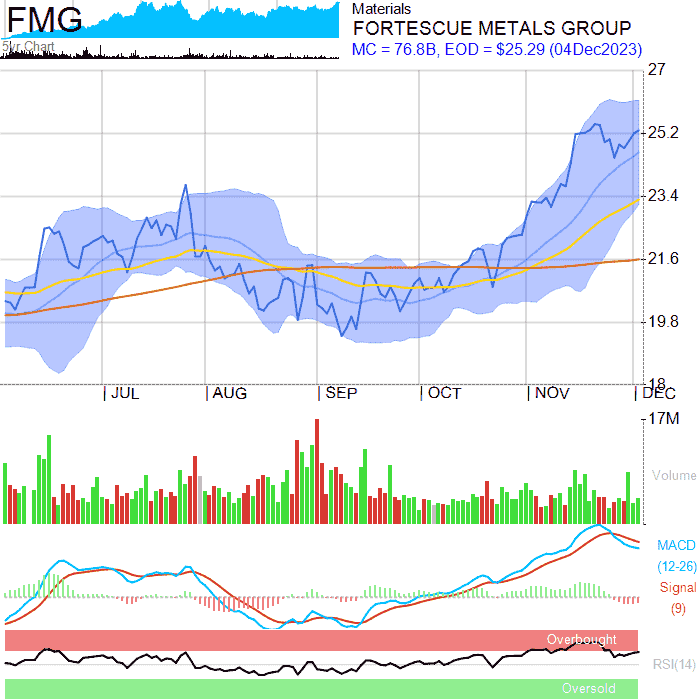 FMG
5yr Chart
Materials
FORTESCUE METALS GROUP
MC = 76.8B, EOD = $25.29 (04Dec2023)
27
25.2
23.4
21.6
19.8
18
JUL AUG SEP OCT NOV DEC
17M
Volume
MACD
(12-26)
Signal
(9)
Overbought
RSI(14)
Oversold